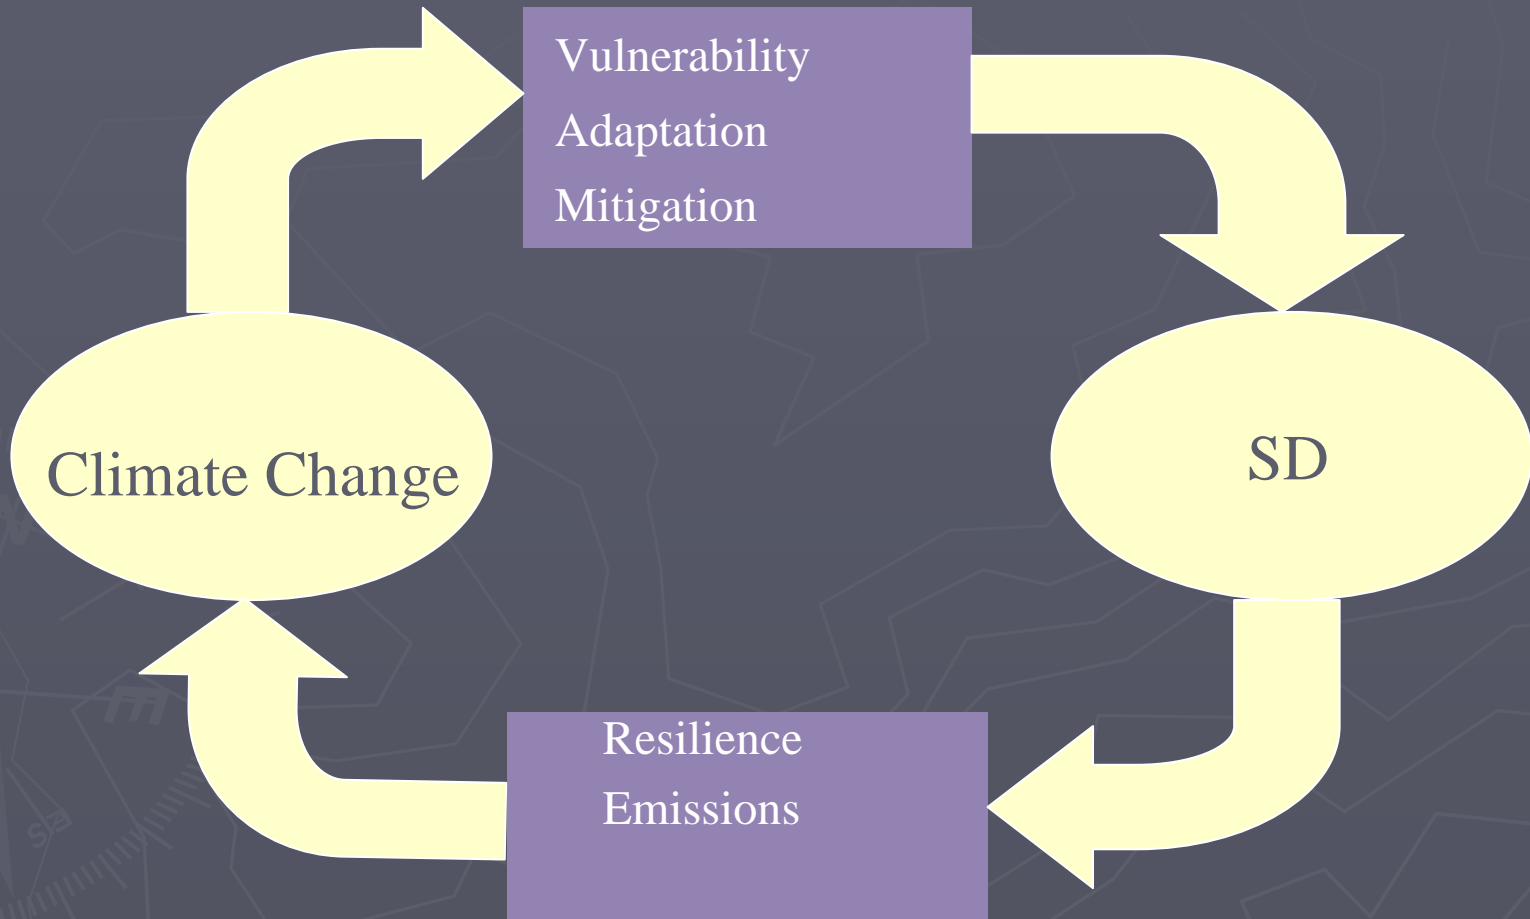 Vulnerability
Adaptation
Mitigation
Climate Change
SD
Resilience
Emissions